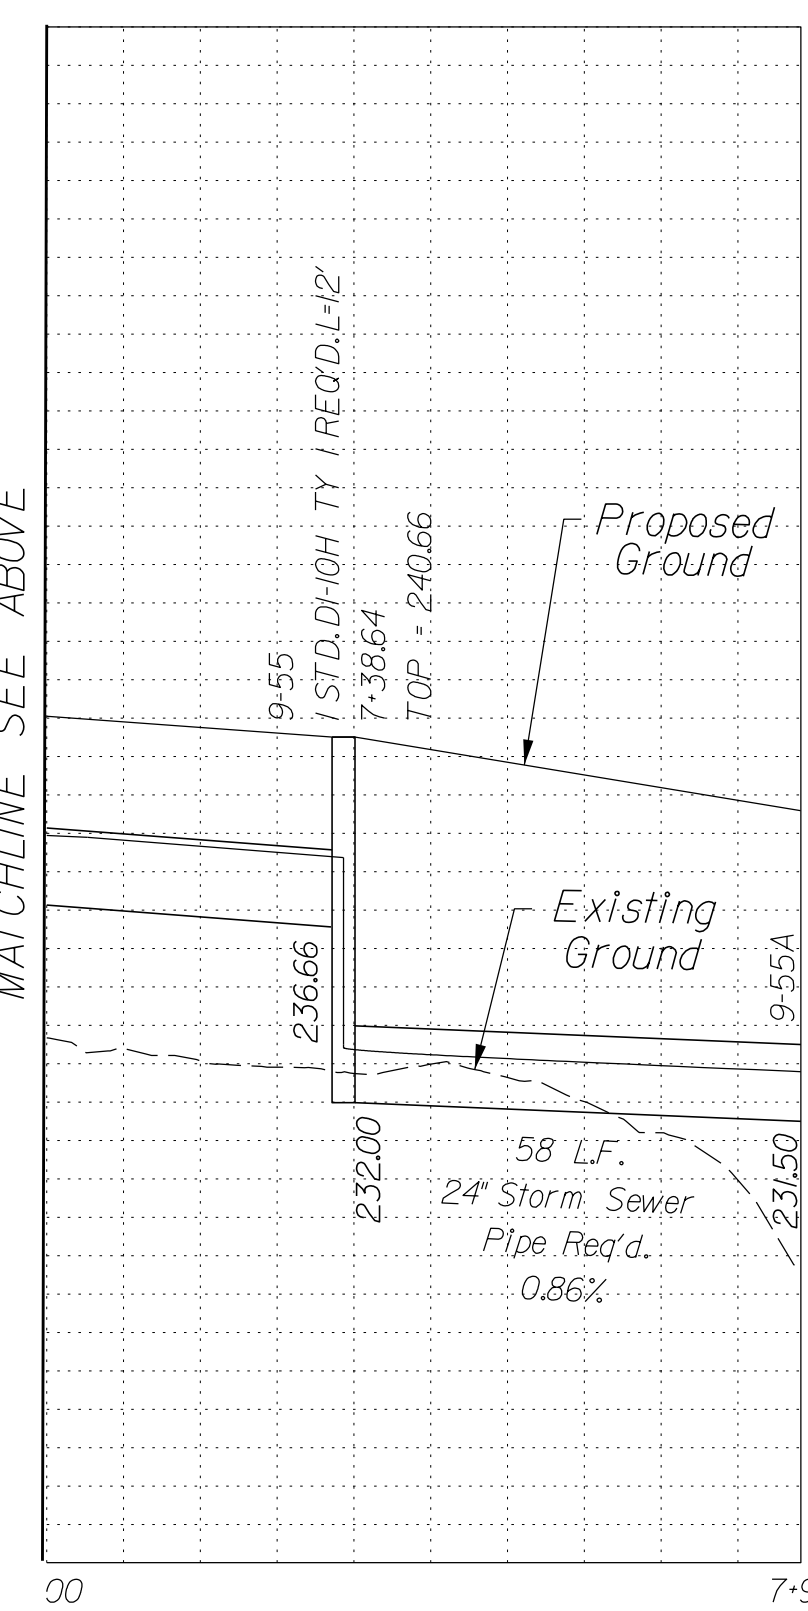 MATCHLINE SEE ABOVE
9-55
1 STD. DI-10H TY 1 REQ'D. L=12'
7+38.64
TOP = 240.66
Proposed
Ground
Existing
Ground
236.66
9-55A
232.00
58 L.F.
24" Storm Sewer
Pipe Req'd.
0.86%
231.50
00
7+9